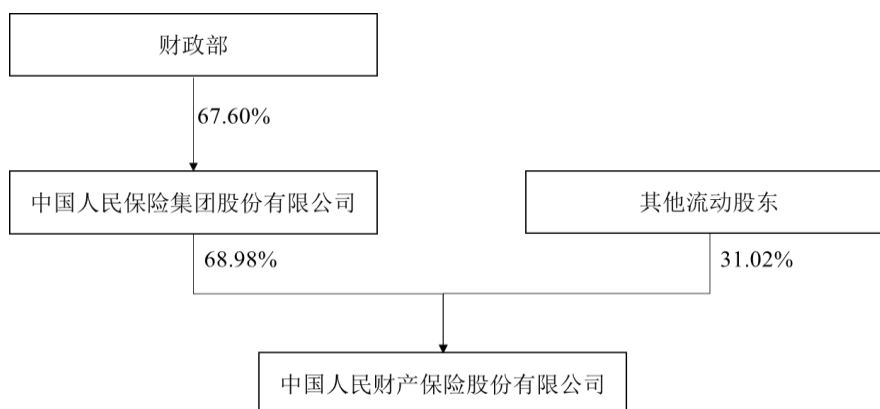 财政部
67.60%
中国人民保险集团股份有限公司
其他流动股东
68.98%
31.02%
中国人民财产保险股份有限公司